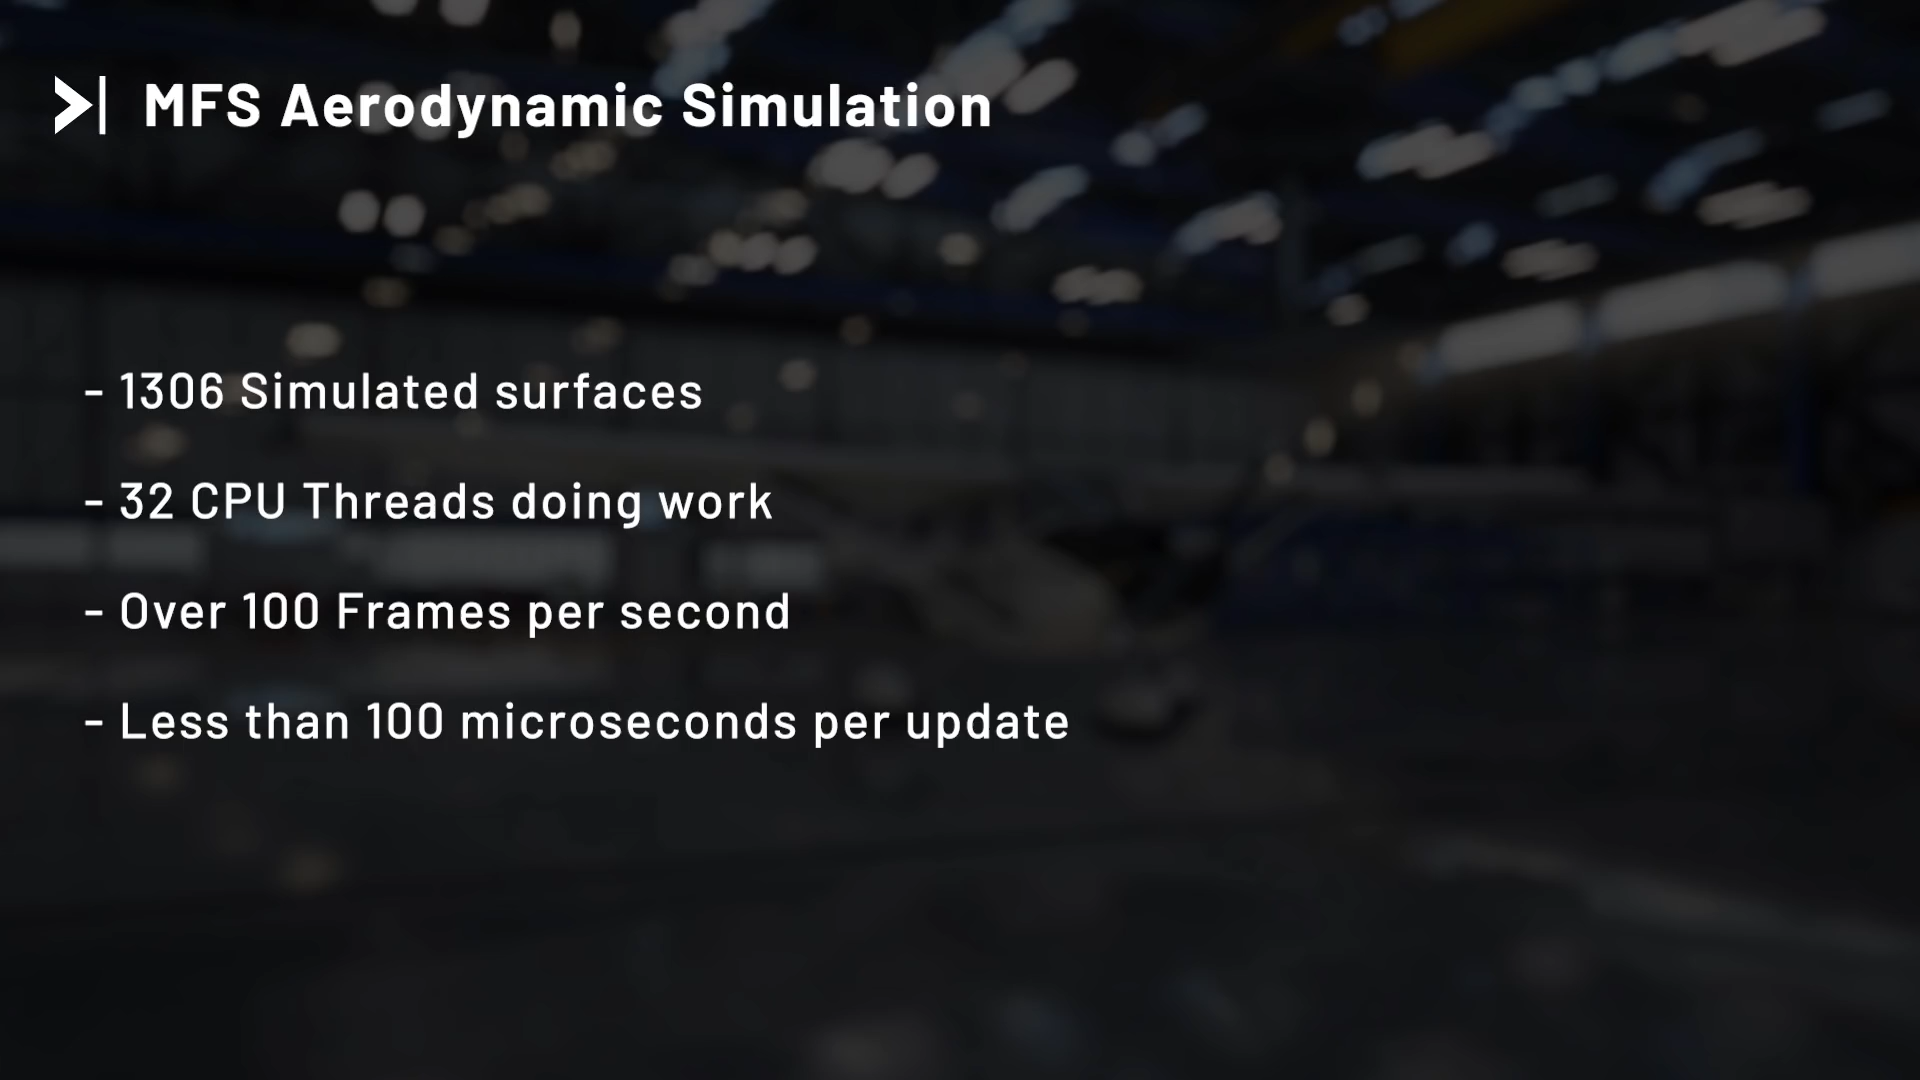 MFS Aerodynamic Simulation
- 1306 Simulated surfaces
- 32 CPU Threads doing work
- Over 100 Frames per second
- Less than 100 microseconds per update